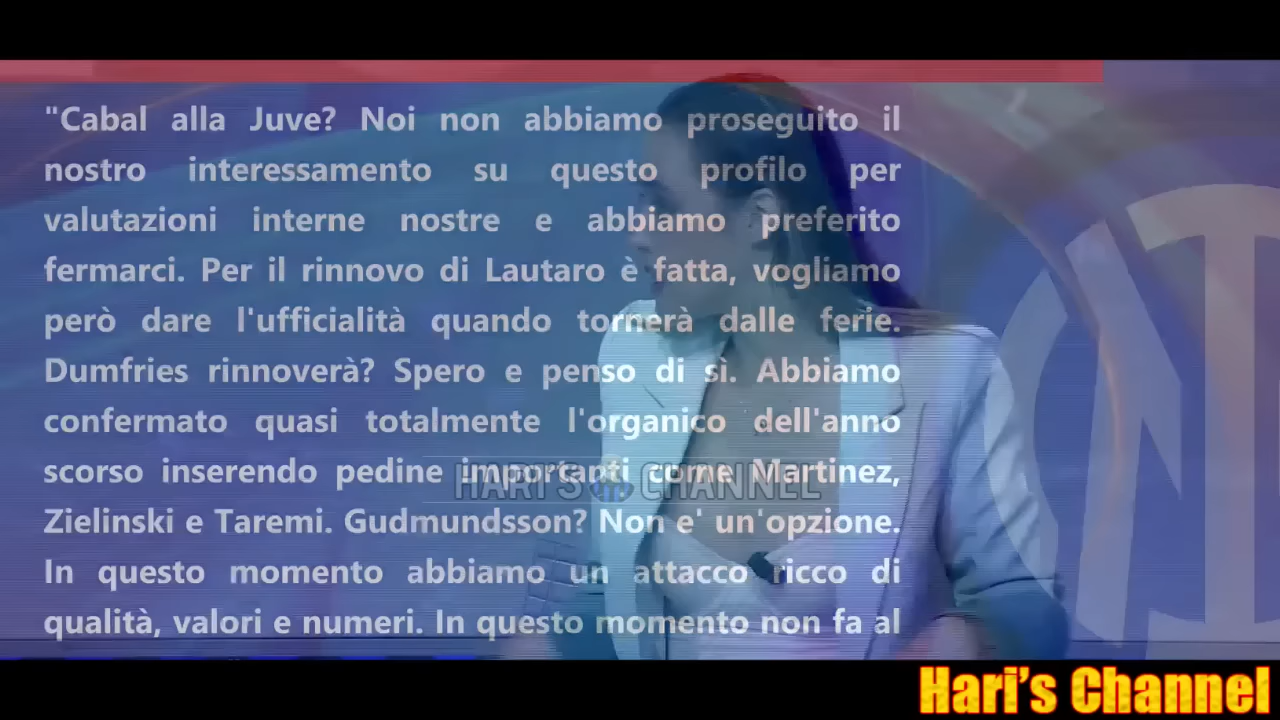 "Cabal alla Juve? Noi non abbiamo proseguito il
nostro interessamento su questo profilo per
valutazioni interne nostre e abbiamo preferito
fermarci. Per il rinnovo di Lautaro è fatta, vogliamo
però dare l'ufficialità quando tornerà dalle ferie.
Dumfries rinnoverà? Spero e penso di sì. Abbiamo
confermato quasi totalmente l'organico dell'anno
scorso inserendo pedine importanti come Martinez,
HARI'S CHANNEL
Zielinski e Taremi. Gudmundsson? Non e' un'opzione.
In questo momento abbiamo un attacco ricco di
qualità, valori e numeri. In questo momento non fa al
Hari's Channel